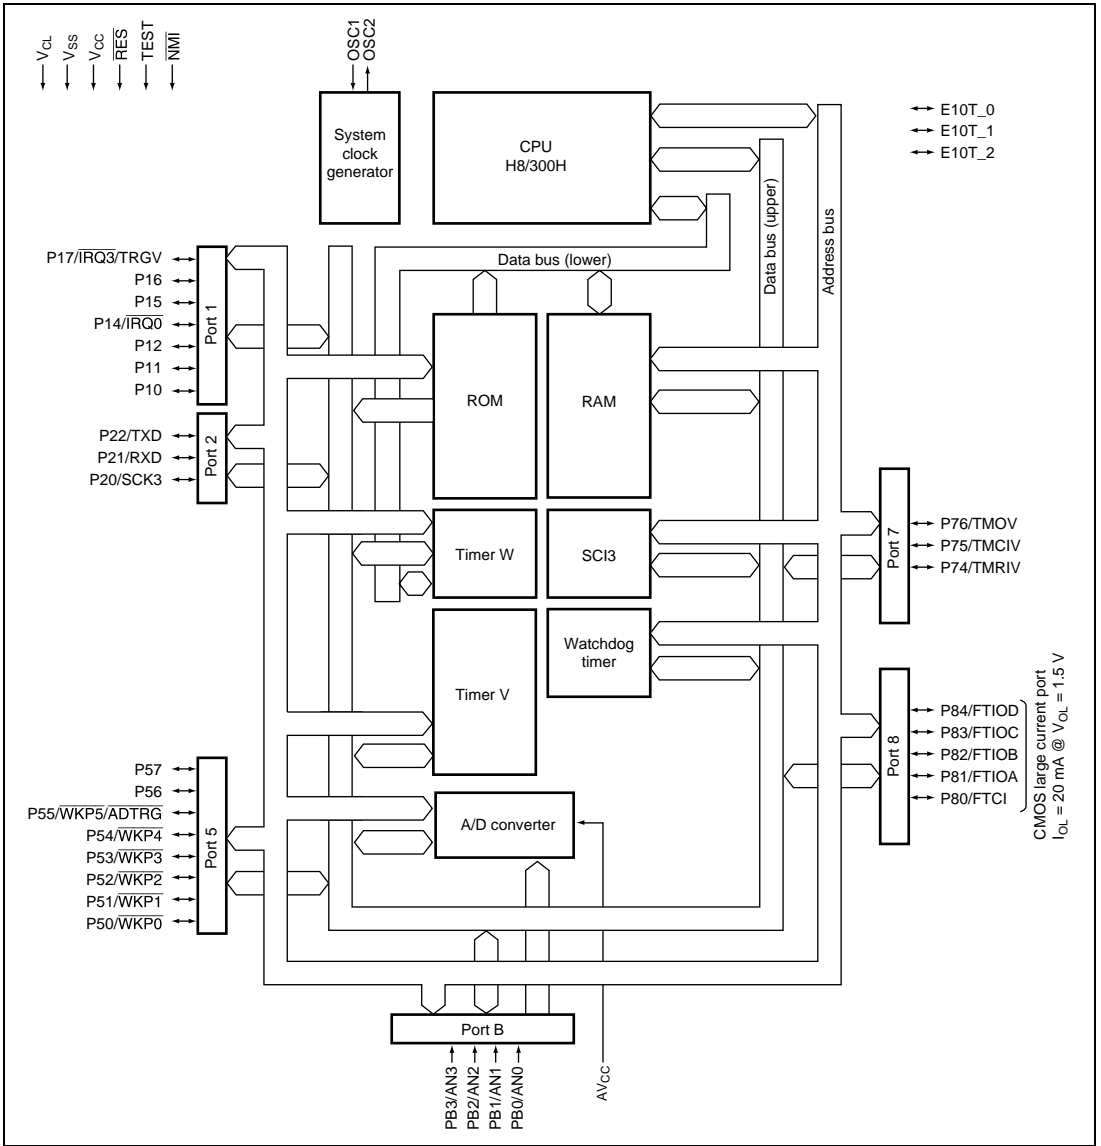 VCL
VSS
VCC
RES
TEST
NMI
OSC1
OSC2
System
clock
generator
CPU
H8/300H
E10T_0
E10T_1
E10T_2
Data bus (lower)
Data bus (upper)
Address bus
P17/IRQ3/TRGV
P16
P15
P14/IRQ0
P12
P11
P10
Port 1
P22/TXD
P21/RXD
P20/SCK3
Port 2
ROM
RAM
Timer W
SCI3
Timer V
Watchdog
timer
P76/TMOV
P75/TMCIV
P74/TMRIV
Port 7
P84/FTIOD
P83/FTIOC
P82/FTIOB
P81/FTIOA
P80/FTCI
Port 8
CMOS large current port
IOL = 20 mA @ VOL = 1.5 V
P57
P56
P55/WKP5/ADTRG
P54/WKP4
P53/WKP3
P52/WKP2
P51/WKP1
P50/WKP0
Port 5
A/D converter
Port B
PB3/AN3
PB2/AN2
PB1/AN1
PB0/AN0
AVCC